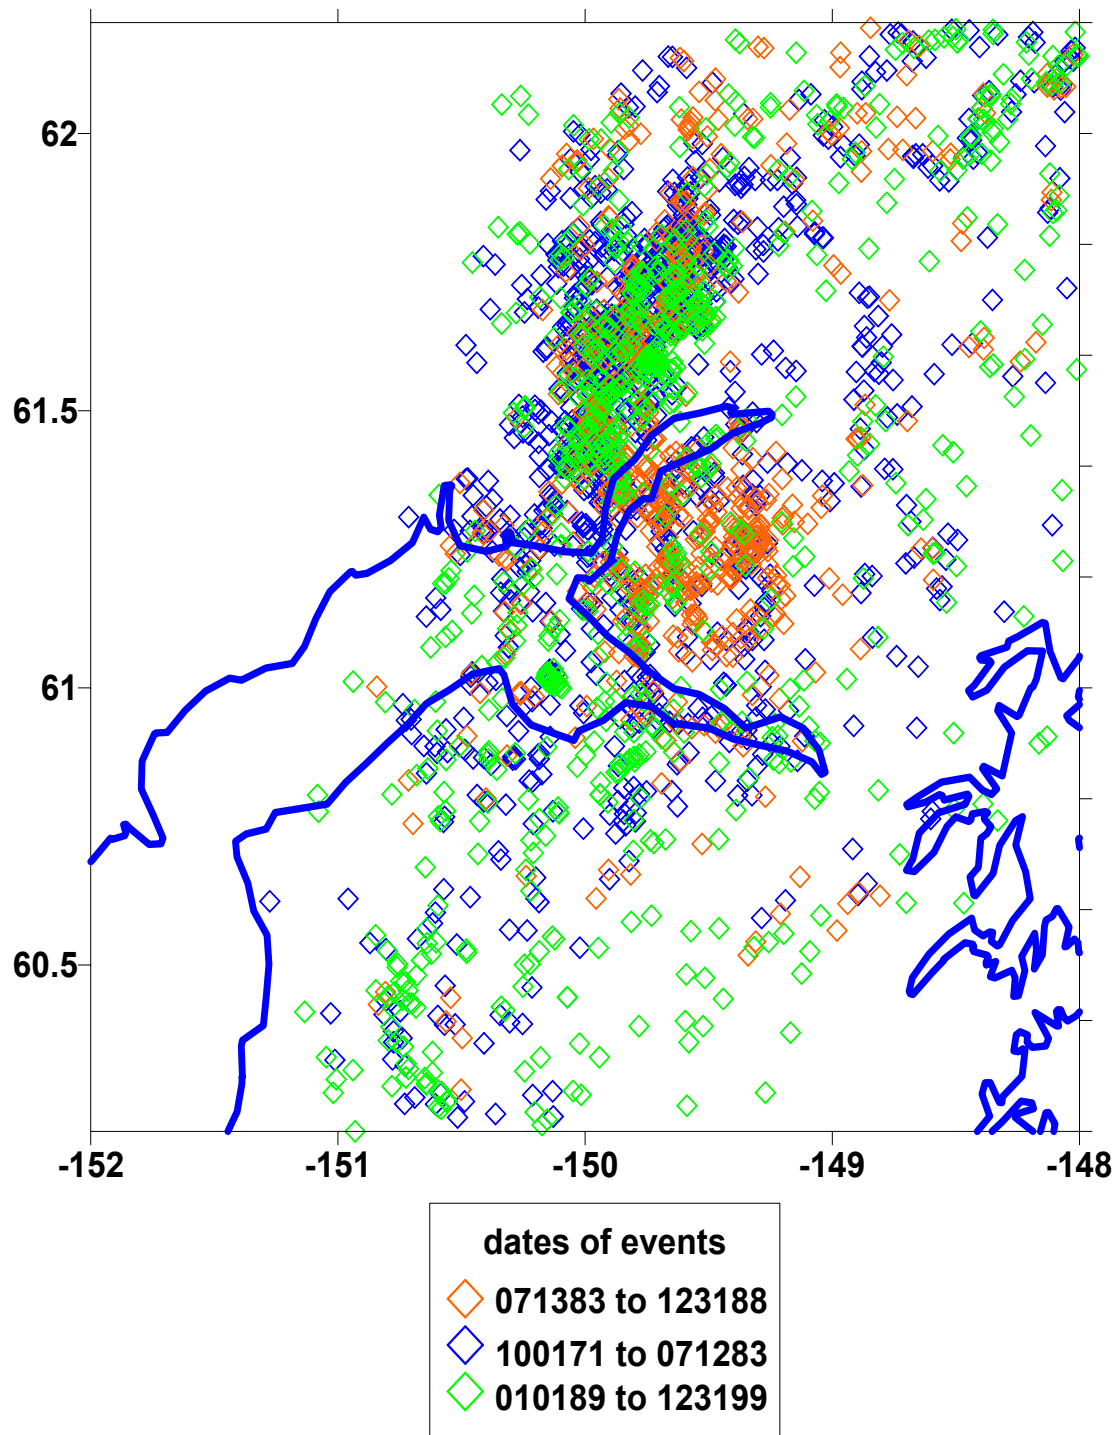 62
61.5
61
60.5
-152 -151 -150 -149 -148
dates of events
071383 to 123188
100171 to 071283
010189 to 123199